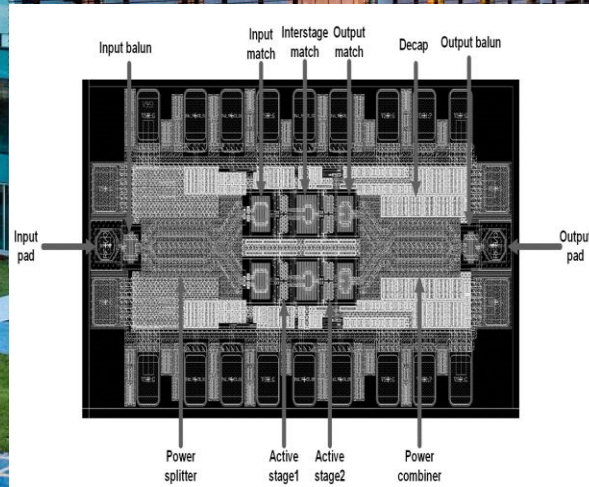 Input balun
Input
match
Interstage
match
Output
match
Decap
Output balun
Input
pad
Output
pad
Power
splitter
Active
stage1
Active
stage2
Power
combiner